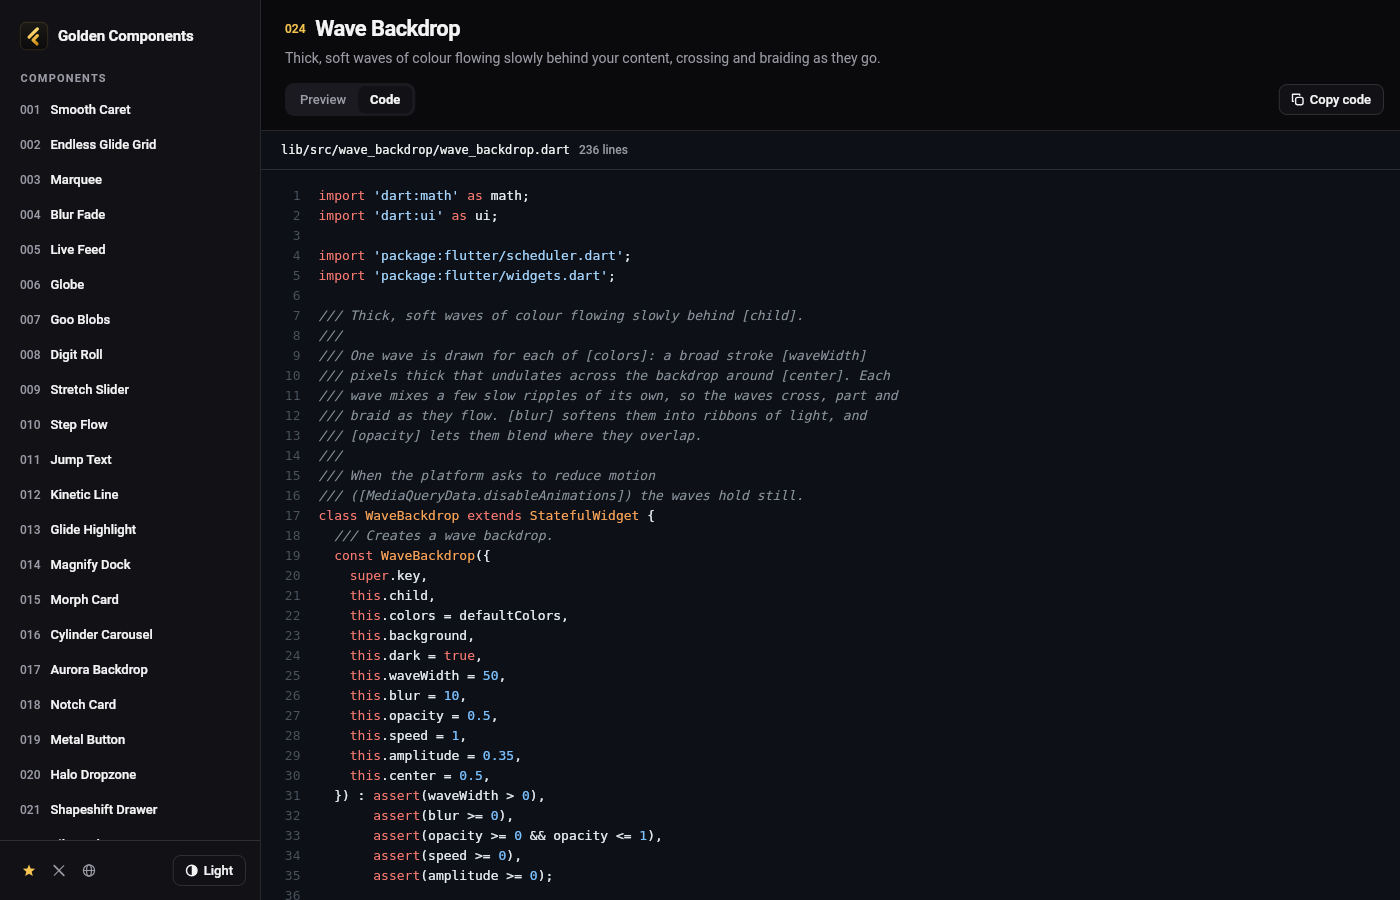 Golden Components
COMPONENTS
001 Smooth Caret
002 Endless Glide Grid
003 Marquee
004 Blur Fade
005 Live Feed
006 Globe
007 Goo Blobs
008 Digit Roll
009 Stretch Slider
010 Step Flow
011 Jump Text
012 Kinetic Line
013 Glide Highlight
014 Magnify Dock
015 Morph Card
016 Cylinder Carousel
017 Aurora Backdrop
018 Notch Card
019 Metal Button
020 Halo Dropzone
021 Shapeshift Drawer
Light
024 Wave Backdrop
Thick, soft waves of colour flowing slowly behind your content, crossing and braiding as they go.
Preview Code
Copy code
lib/src/wave_backdrop/wave_backdrop.dart 236 lines
1 import 'dart:math' as math;
2 import 'dart:ui' as ui;
3
4 import 'package:flutter/scheduler.dart';
5 import 'package:flutter/widgets.dart';
6
7 /// Thick, soft waves of colour flowing slowly behind [child].
8 ///
9 /// One wave is drawn for each of [colors]: a broad stroke [waveWidth]
10 /// pixels thick that undulates across the backdrop around [center]. Each
11 /// wave mixes a few slow ripples of its own, so the waves cross, part and
12 /// braid as they flow. [blur] softens them into ribbons of light, and
13 /// [opacity] lets them blend where they overlap.
14 ///
15 /// When the platform asks to reduce motion
16 /// ([MediaQueryData.disableAnimations]) the waves hold still.
17 class WaveBackdrop extends StatefulWidget {
18 /// Creates a wave backdrop.
19 const WaveBackdrop({
20 super.key,
21 this.child,
22 this.colors = defaultColors,
23 this.background,
24 this.dark = true,
25 this.waveWidth = 50,
26 this.blur = 10,
27 this.opacity = 0.5,
28 this.speed = 1,
29 this.amplitude = 0.35,
30 this.center = 0.5,
31 }) : assert(waveWidth > 0),
32 assert(blur >= 0),
33 assert(opacity >= 0 && opacity <= 1),
34 assert(speed >= 0),
35 assert(amplitude >= 0);
36